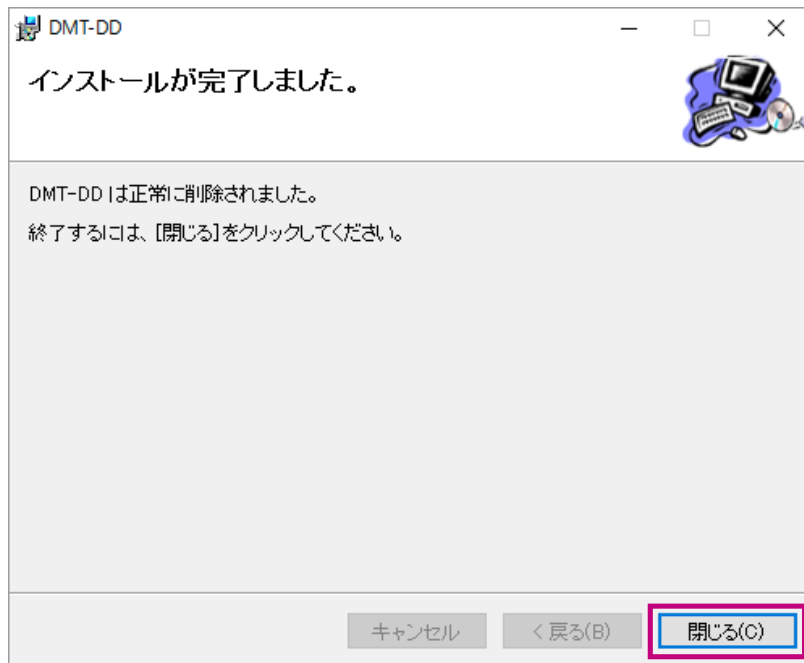 DMT-DD
インストールが完了しました。
DMT-DD は正常に削除されました。
終了するには、[閉じる]をクリックしてください。
キャンセル
< 戻る(B)
閉じる(C)